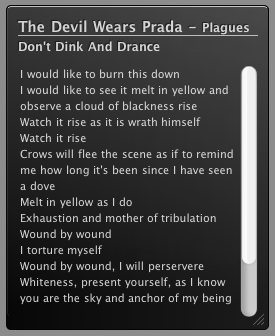 The Devil Wears Prada - Plagues
Don't Dink And Drance
I would like to burn this down
I would like to see it melt in yellow and
observe a cloud of blackness rise
Watch it rise as it is wrath himself
Watch it rise
Crows will flee the scene as if to remind
me how long it's been since I have seen
a dove
Melt in yellow as I do
Exhaustion and mother of tribulation
Wound by wound
I torture myself
Wound by wound, I will perservere
Whiteness, present yourself, as I know
you are the sky and anchor of my being